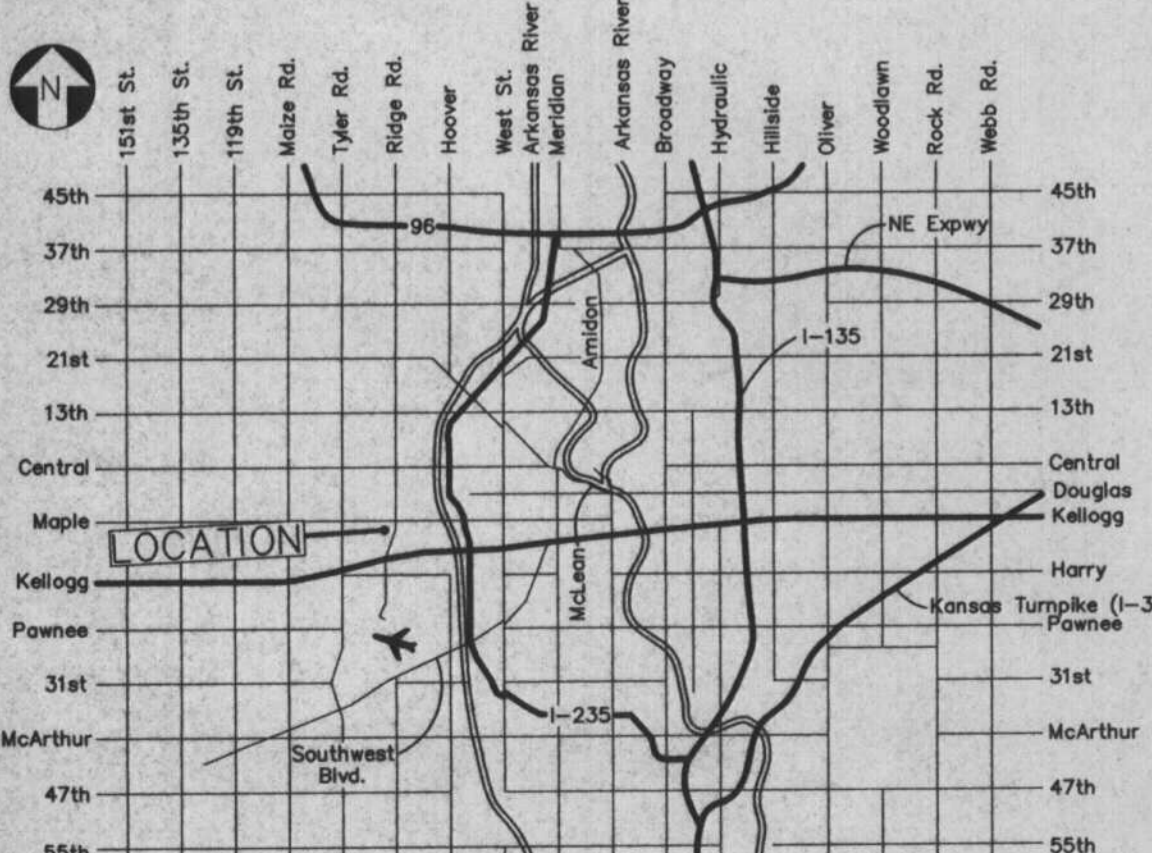 N
151st St.
135th St.
119th St.
Maize Rd.
Tyler Rd.
Ridge Rd.
Hoover
West St.
Arkansas River
Meridian
Arkansas River
Broadway
Hydraulic
Hillside
Oliver
Woodlawn
Rock Rd.
Webb Rd.
45th
45th
96
NE Expwy
37th
37th
29th
29th
Amidon
I-135
21st
21st
13th
13th
Central
Central
Douglas
Maple
Kellogg
LOCATION
McLean
Kellogg
Harry
Kansas Turnpike (I-3
Pawnee
Pawnee
31st
31st
I-235
McArthur
McArthur
Southwest
Blvd.
47th
47th
55th
55th